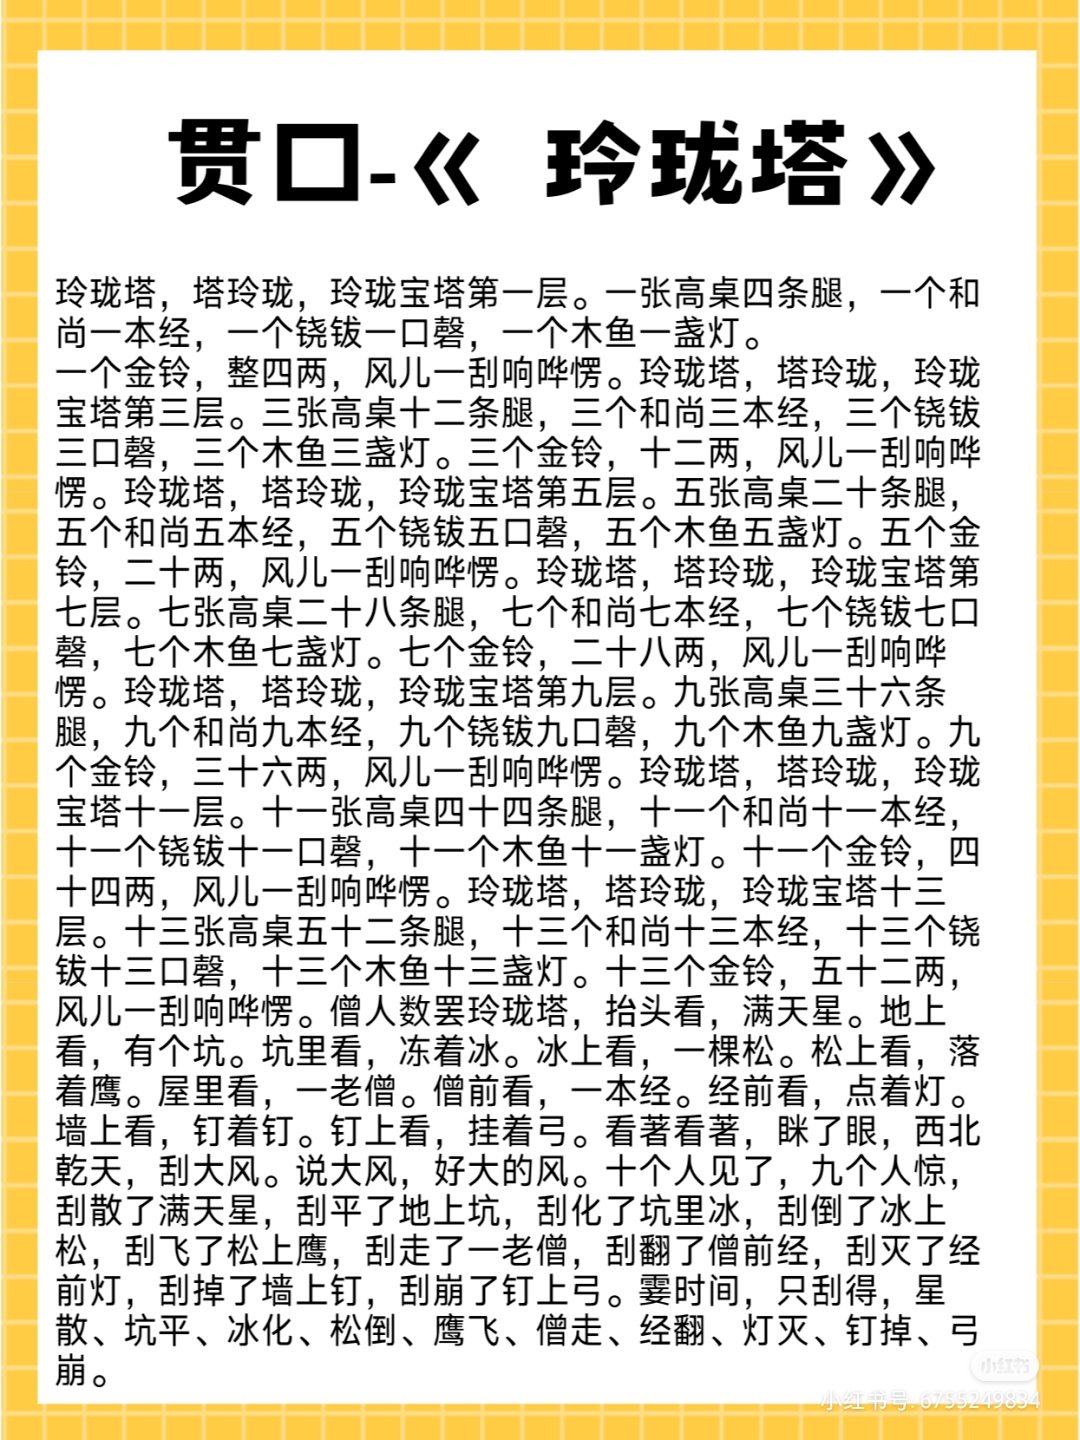 贯口-《 玲珑塔》
玲珑塔，塔玲珑，玲珑宝塔第一层。一张高桌四条腿，一个和
尚一本经，一个铙钹一口磬，一个木鱼一盏灯。
一个金铃，整四两，风儿一刮响哗愣。玲珑塔，塔玲珑，玲珑
宝塔第三层。三张高桌十二条腿，三个和尚三本经，三个铙钹
三口磬，三个木鱼三盏灯。三个金铃，十二两，风儿一刮响哗
愣。玲珑塔，塔玲珑，玲珑宝塔第五层。五张高桌二十条腿，
五个和尚五本经，五个铙钹五口磬，五个木鱼五盏灯。五个金
铃，二十两，风儿一刮响哗愣。玲珑塔，塔玲珑，玲珑宝塔第
七层。七张高桌二十八条腿，七个和尚七本经，七个铙钹七口
磬，七个木鱼七盏灯。七个金铃，二十八两，风儿一刮响哗
愣。玲珑塔，塔玲珑，玲珑宝塔第九层。九张高桌三十六条
腿，九个和尚九本经，九个铙钹九口磬，九个木鱼九盏灯。九
个金铃，三十六两，风儿一刮响哗愣。玲珑塔，塔玲珑，玲珑
宝塔十一层。十一张高桌四十四条腿，十一个和尚十一本经，
十一个铙钹十一口磬，十一个木鱼十一盏灯。十一个金铃，四
十四两，风儿一刮响哗愣。玲珑塔，塔玲珑，玲珑宝塔十三
层。十三张高桌五十二条腿，十三个和尚十三本经，十三个铙
钹十三口磬，十三个木鱼十三盏灯。十三个金铃，五十二两，
风儿一刮响哗愣。僧人数罢玲珑塔，抬头看，满天星。地上
看，有个坑。坑里看，冻着冰。冰上看，一棵松。松上看，落
着鹰。屋里看，一老僧。僧前看，一本经。经前看，点着灯。
墙上看，钉着钉。钉上看，挂着弓。看著看著，眯了眼，西北
乾天，刮大风。说大风，好大的风。十个人见了，九个人惊，
刮散了满天星，刮平了地上坑，刮化了坑里冰，刮倒了冰上
松，刮飞了松上鹰，刮走了一老僧，刮翻了僧前经，刮灭了经
前灯，刮掉了墙上钉，刮崩了钉上弓。霎时间，只刮得，星
散、坑平、冰化、松倒、鹰飞、僧走、经翻、灯灭、钉掉、弓
崩。
小红书
小红书号: 6755249834